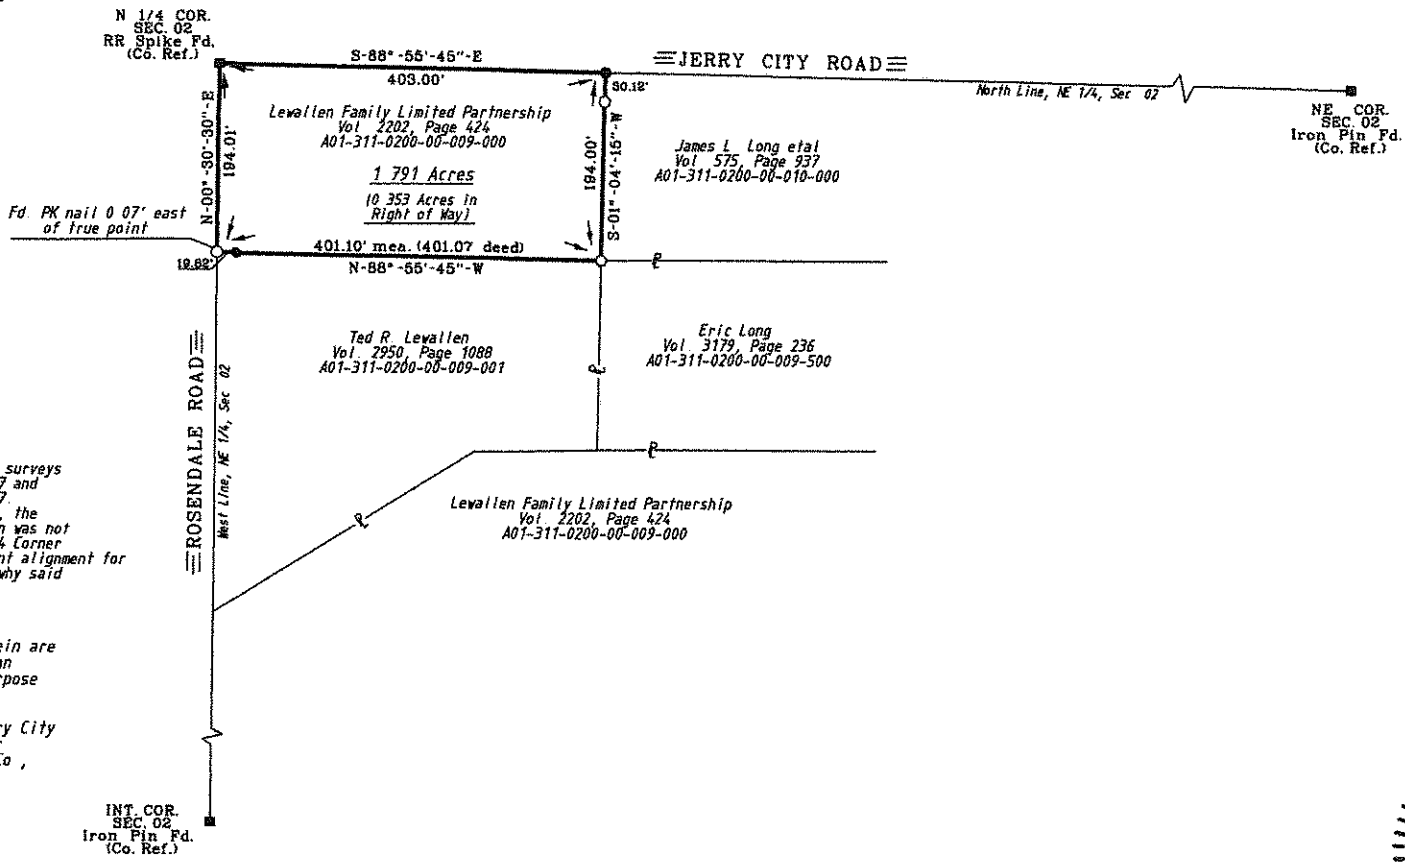 N 1/4 COR.
SEC. 02
RR Spike Fd.
(Co. Ref.)
S-88°-55'-45"-E
403.00'
JERRY CITY ROAD
North Line, NE 1/4, Sec 02
NE COR.
SEC. 02
Iron Pin Fd.
(Co. Ref.)
30.12'
N-00°-30'-30"-E
194.01'
Lewallen Family Limited Partnership
Vol 2202, Page 424
A01-311-0200-00-009-000
1 791 Acres
(0 353 Acres in
Right of Way)
194.00'
S-01°-04'-15"-W
James L Long etal
Vol 575, Page 937
A01-311-0200-00-010-000
Fd. PK nail 0 07' east
of true point
19.82'
401.10' mea. (401.07 deed)
N-88°-55'-45"-W
Ted R. Lewallen
Vol. 2950, Page 1088
A01-311-0200-00-009-001
Eric Long
Vol. 3179, Page 236
A01-311-0200-00-009-500
ROSENDALE ROAD
West Line, NE 1/4, Sec 02
Lewallen Family Limited Partnership
Vol. 2202, Page 424
A01-311-0200-00-009-000
surveys
7 and
7.
, the
n was not
4 Corner
nt alignment for
why said
ein are
an
rpose
ry City
Co ,
INT. COR.
SEC. 02
Iron Pin Fd.
(Co. Ref.)